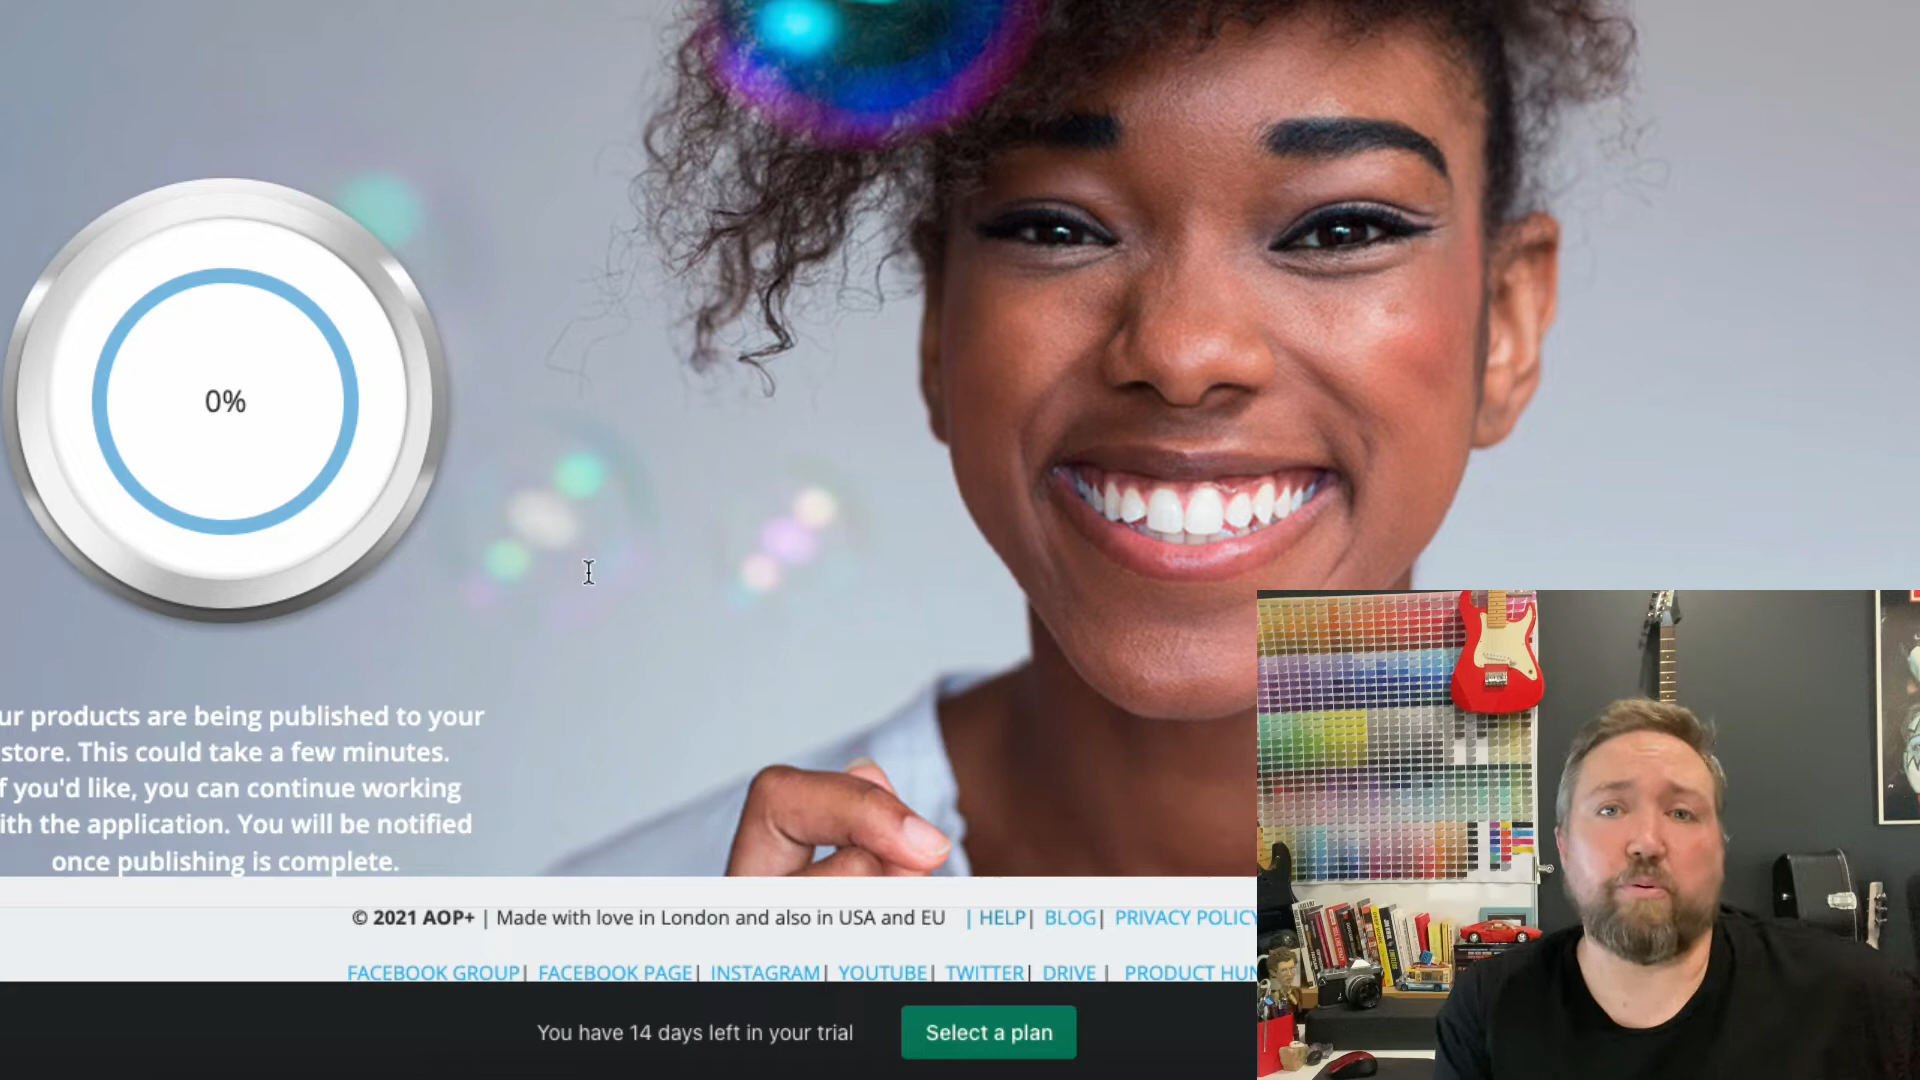 0%
ur products are being published to your
store. This could take a few minutes.
f you'd like, you can continue working
ith the application. You will be notified
once publishing is complete.
© 2021 AOP+ | Made with love in London and also in USA and EU | HELP| BLOG| PRIVACY POLICY
FACEBOOK GROUP| FACEBOOK PAGE| INSTAGRAM| YOUTUBE| TWITTER| DRIVE | PRODUCT HUN
You have 14 days left in your trial
Select a plan